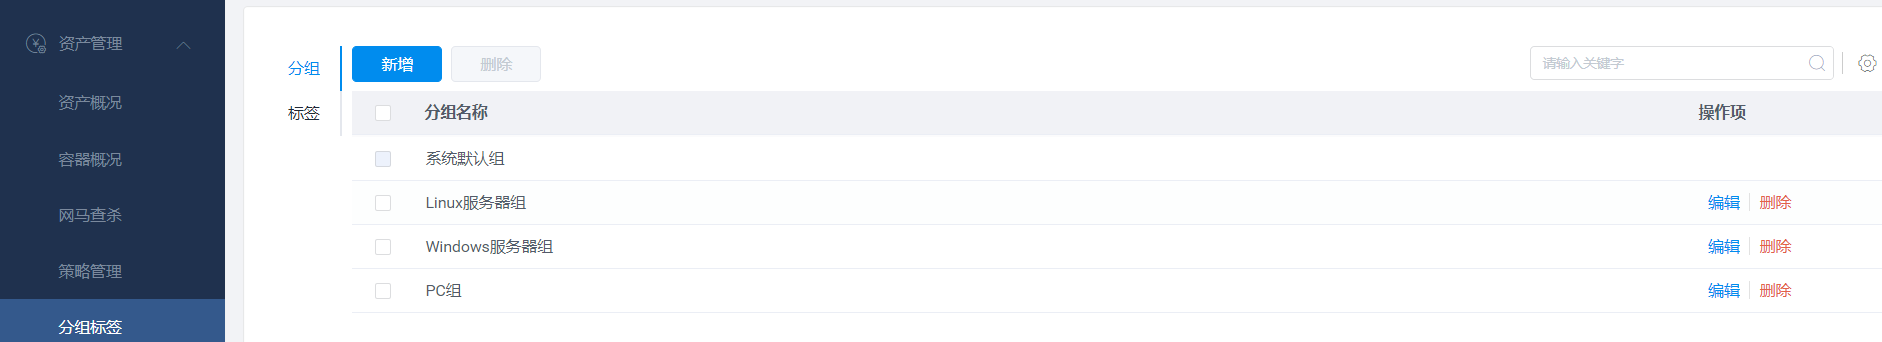 资产管理
资产概况
容器概况
网马查杀
策略管理
分组标签
分组
标签
新增 删除 请输入关键字
分组名称 操作项
系统默认组
Linux服务器组 编辑 删除
Windows服务器组 编辑 删除
PC组 编辑 删除